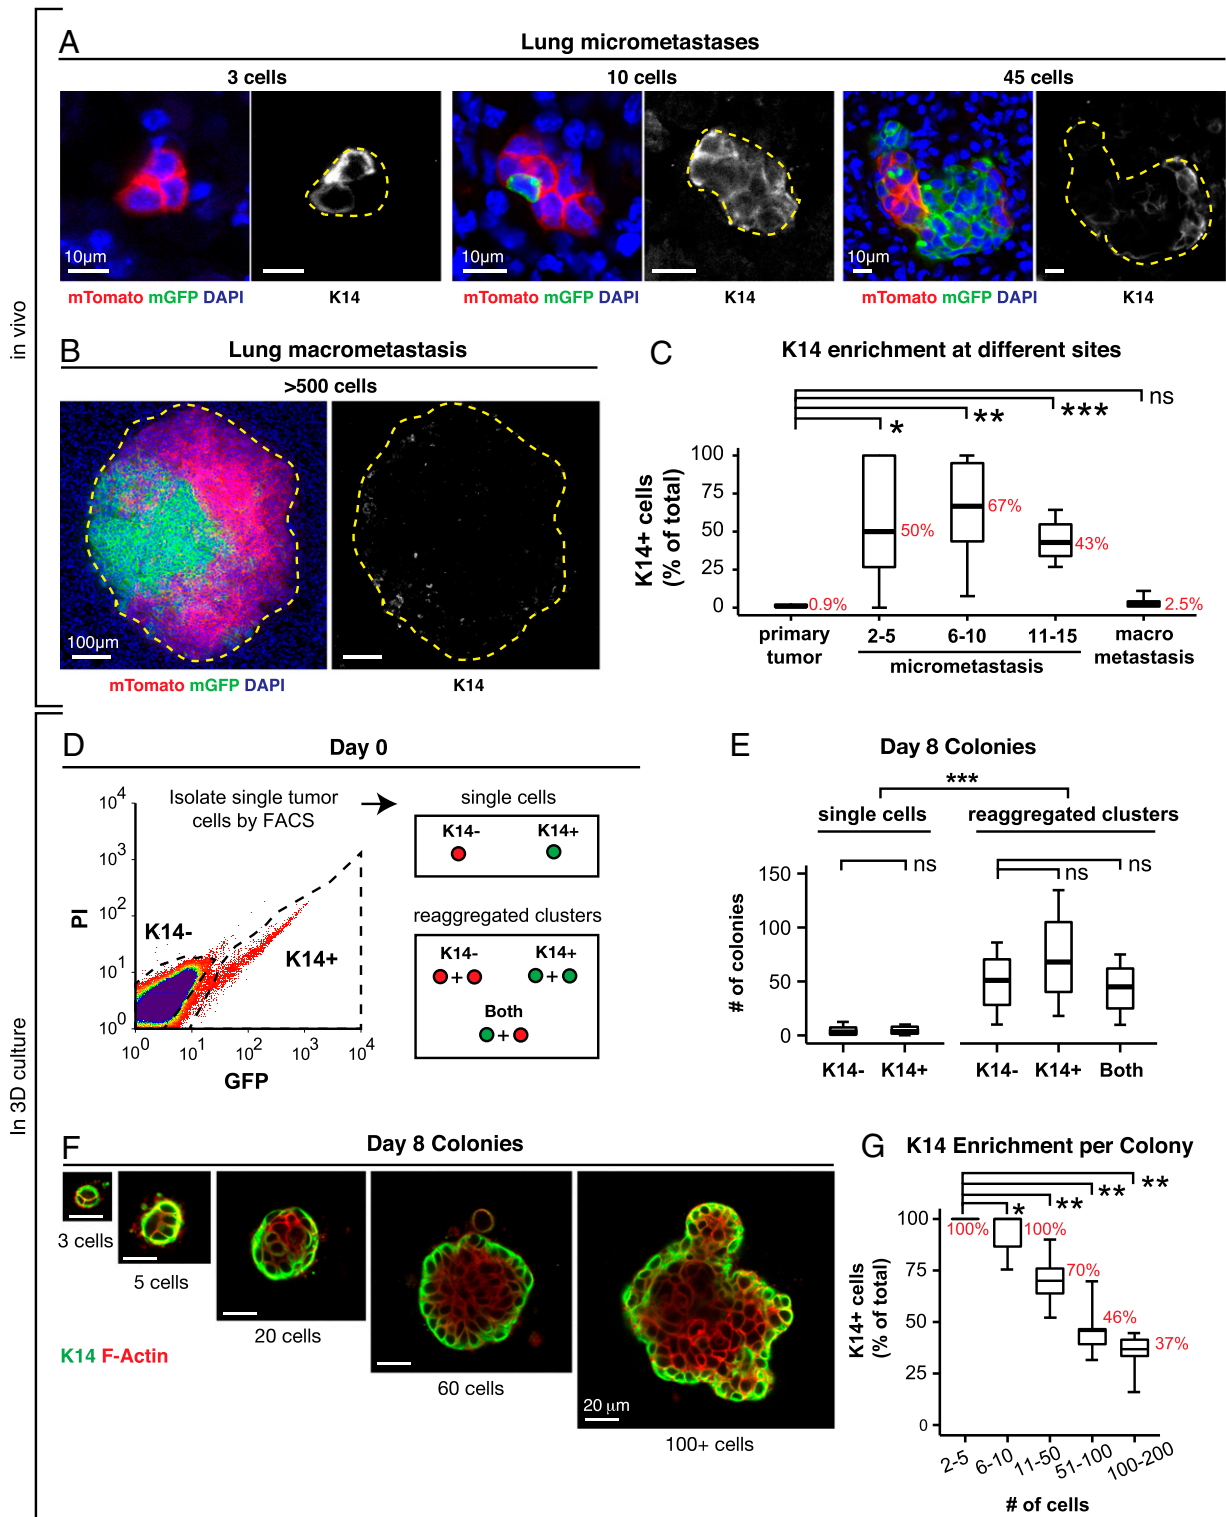 in vivo
A
Lung micrometastases
3 cells
10 cells
45 cells
10µm
10µm
10µm
mTomato mGFP DAPI
K14
mTomato mGFP DAPI
K14
mTomato mGFP DAPI
K14
B
Lung macrometastasis
>500 cells
100µm
mTomato mGFP DAPI
K14
C
K14 enrichment at different sites
ns
***
**
*
K14+ cells
(% of total)
100
75
50
25
0
0.9%
50%
67%
43%
2.5%
primary
tumor
2-5
6-10
11-15
micrometastasis
macro
metastasis
In 3D culture
D
Day 0
Isolate single tumor
cells by FACS
PI
10^4
10^3
10^2
10^1
10^0
K14-
K14+
10^0
10^1
10^2
10^3
10^4
GFP
single cells
K14-
K14+
reaggregated clusters
K14-
K14+
+
+
Both
+
E
Day 8 Colonies
***
single cells
reaggregated clusters
ns
ns
ns
# of colonies
150
100
50
0
K14-
K14+
K14-
K14+
Both
F
Day 8 Colonies
3 cells
5 cells
20 cells
60 cells
20 µm
100+ cells
K14 F-Actin
G
K14 Enrichment per Colony
*
**
**
**
K14+ cells
(% of total)
100
75
50
25
0
100%
100%
70%
46%
37%
2-5
6-10
11-50
51-100
100-200
# of cells